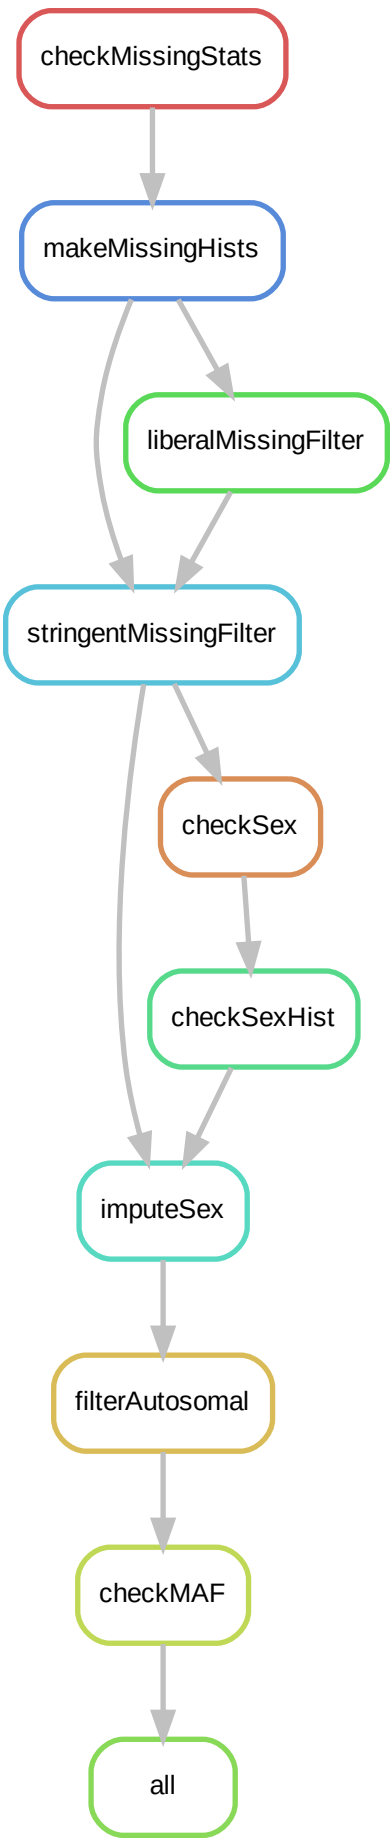 checkMissingStats
makeMissingHists
liberalMissingFilter
stringentMissingFilter
checkSex
checkSexHist
imputeSex
filterAutosomal
checkMAF
all